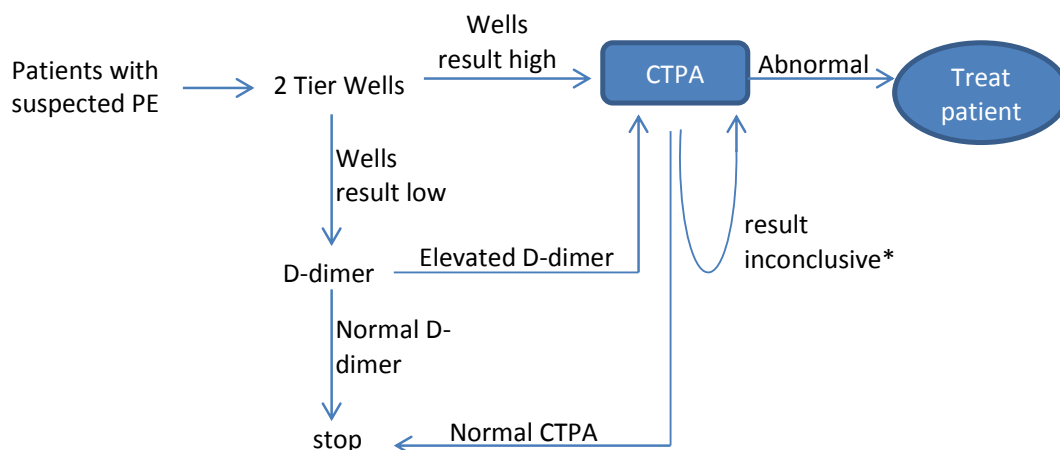 Patients with
suspected PE
2 Tier Wells
Wells
result high
CTPA
Abnormal
Treat
patient
Wells
result low
result
inconclusive*
D-dimer
Elevated D-dimer
Normal D-
dimer
stop
Normal CTPA